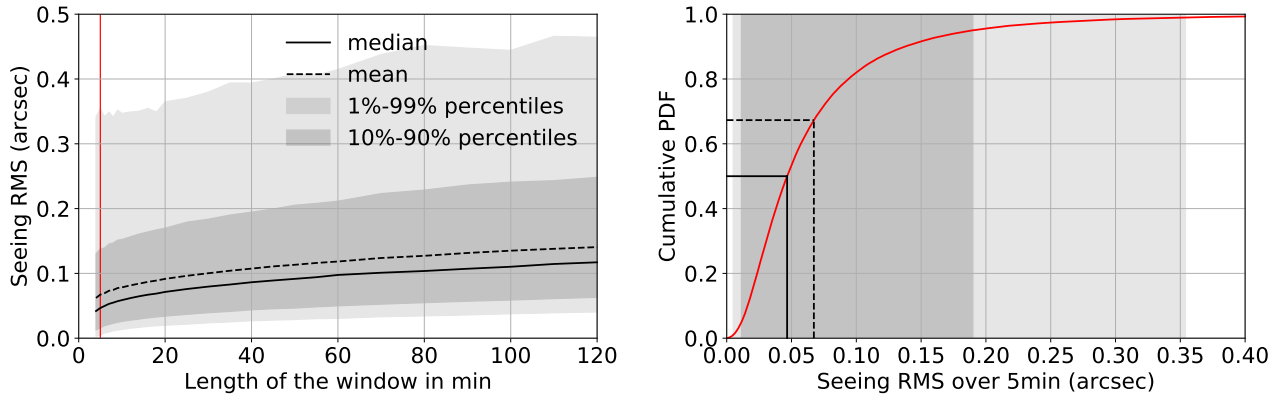 0.5
0.4
0.3
0.2
0.1
0.0
Seeing RMS (arcsec)
median
mean
1%-99% percentiles
10%-90% percentiles
0 20 40 60 80 100 120
Length of the window in min
1.0
0.8
0.6
0.4
0.2
0.0
Cumulative PDF
0.00 0.05 0.10 0.15 0.20 0.25 0.30 0.35 0.40
Seeing RMS over 5min (arcsec)